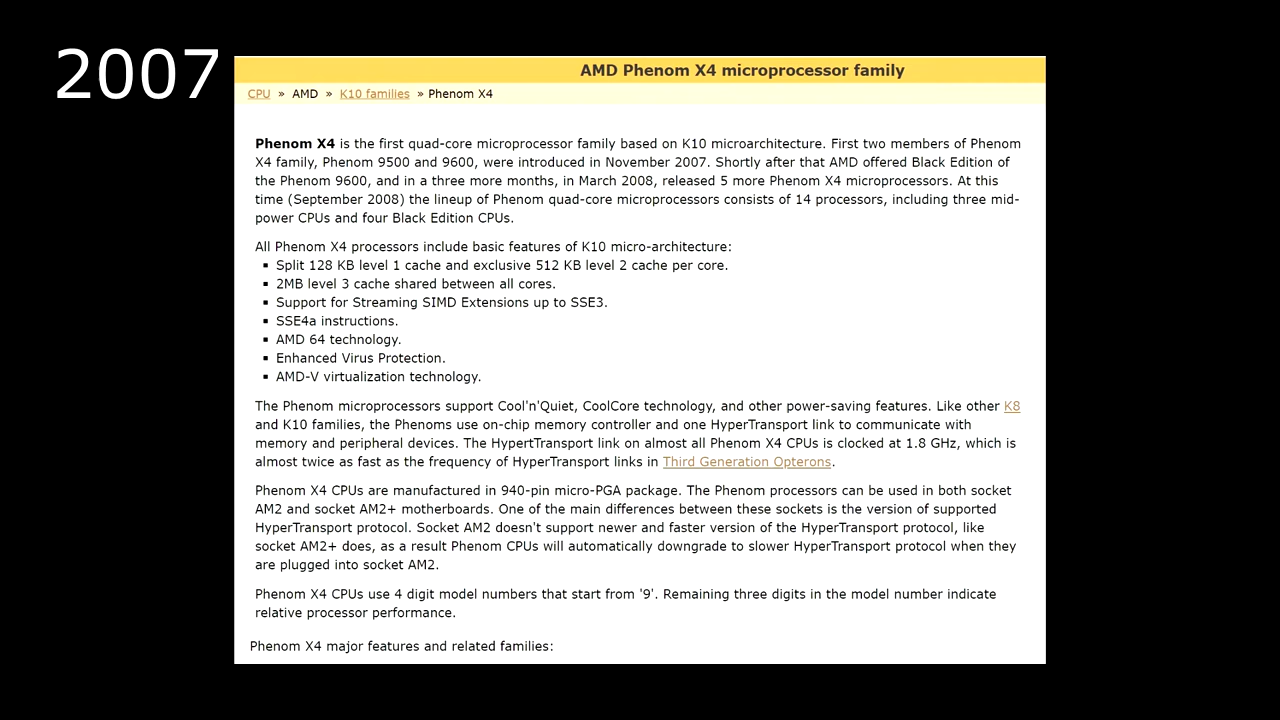 2007
AMD Phenom X4 microprocessor family
CPU » AMD » K10 families » Phenom X4
Phenom X4 is the first quad-core microprocessor family based on K10 microarchitecture. First two members of Phenom
X4 family, Phenom 9500 and 9600, were introduced in November 2007. Shortly after that AMD offered Black Edition of
the Phenom 9600, and in a three more months, in March 2008, released 5 more Phenom X4 microprocessors. At this
time (September 2008) the lineup of Phenom quad-core microprocessors consists of 14 processors, including three mid-
power CPUs and four Black Edition CPUs.
All Phenom X4 processors include basic features of K10 micro-architecture:
▪ Split 128 KB level 1 cache and exclusive 512 KB level 2 cache per core.
▪ 2MB level 3 cache shared between all cores.
▪ Support for Streaming SIMD Extensions up to SSE3.
▪ SSE4a instructions.
▪ AMD 64 technology.
▪ Enhanced Virus Protection.
▪ AMD-V virtualization technology.
The Phenom microprocessors support Cool'n'Quiet, CoolCore technology, and other power-saving features. Like other K8
and K10 families, the Phenoms use on-chip memory controller and one HyperTransport link to communicate with
memory and peripheral devices. The HypertTransport link on almost all Phenom X4 CPUs is clocked at 1.8 GHz, which is
almost twice as fast as the frequency of HyperTransport links in Third Generation Opterons.
Phenom X4 CPUs are manufactured in 940-pin micro-PGA package. The Phenom processors can be used in both socket
AM2 and socket AM2+ motherboards. One of the main differences between these sockets is the version of supported
HyperTransport protocol. Socket AM2 doesn't support newer and faster version of the HyperTransport protocol, like
socket AM2+ does, as a result Phenom CPUs will automatically downgrade to slower HyperTransport protocol when they
are plugged into socket AM2.
Phenom X4 CPUs use 4 digit model numbers that start from '9'. Remaining three digits in the model number indicate
relative processor performance.
Phenom X4 major features and related families: